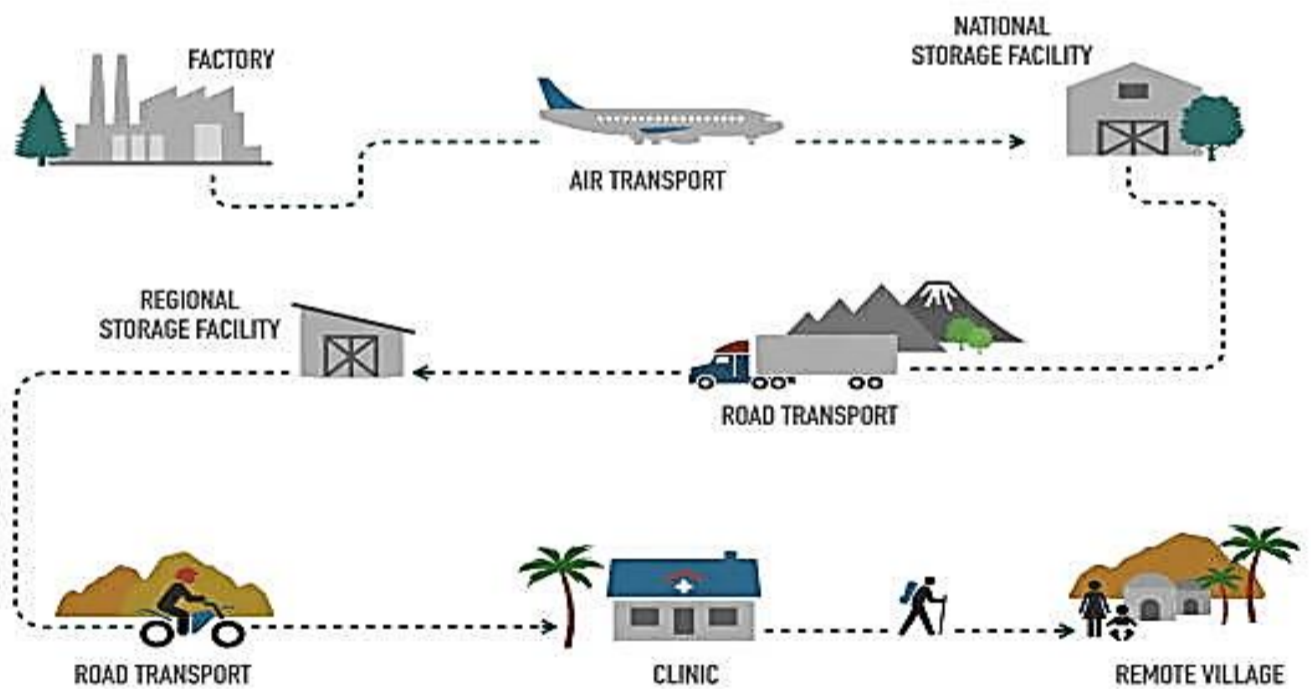 FACTORY
AIR TRANSPORT
NATIONAL
STORAGE FACILITY
REGIONAL
STORAGE FACILITY
ROAD TRANSPORT
ROAD TRANSPORT
CLINIC
REMOTE VILLAGE